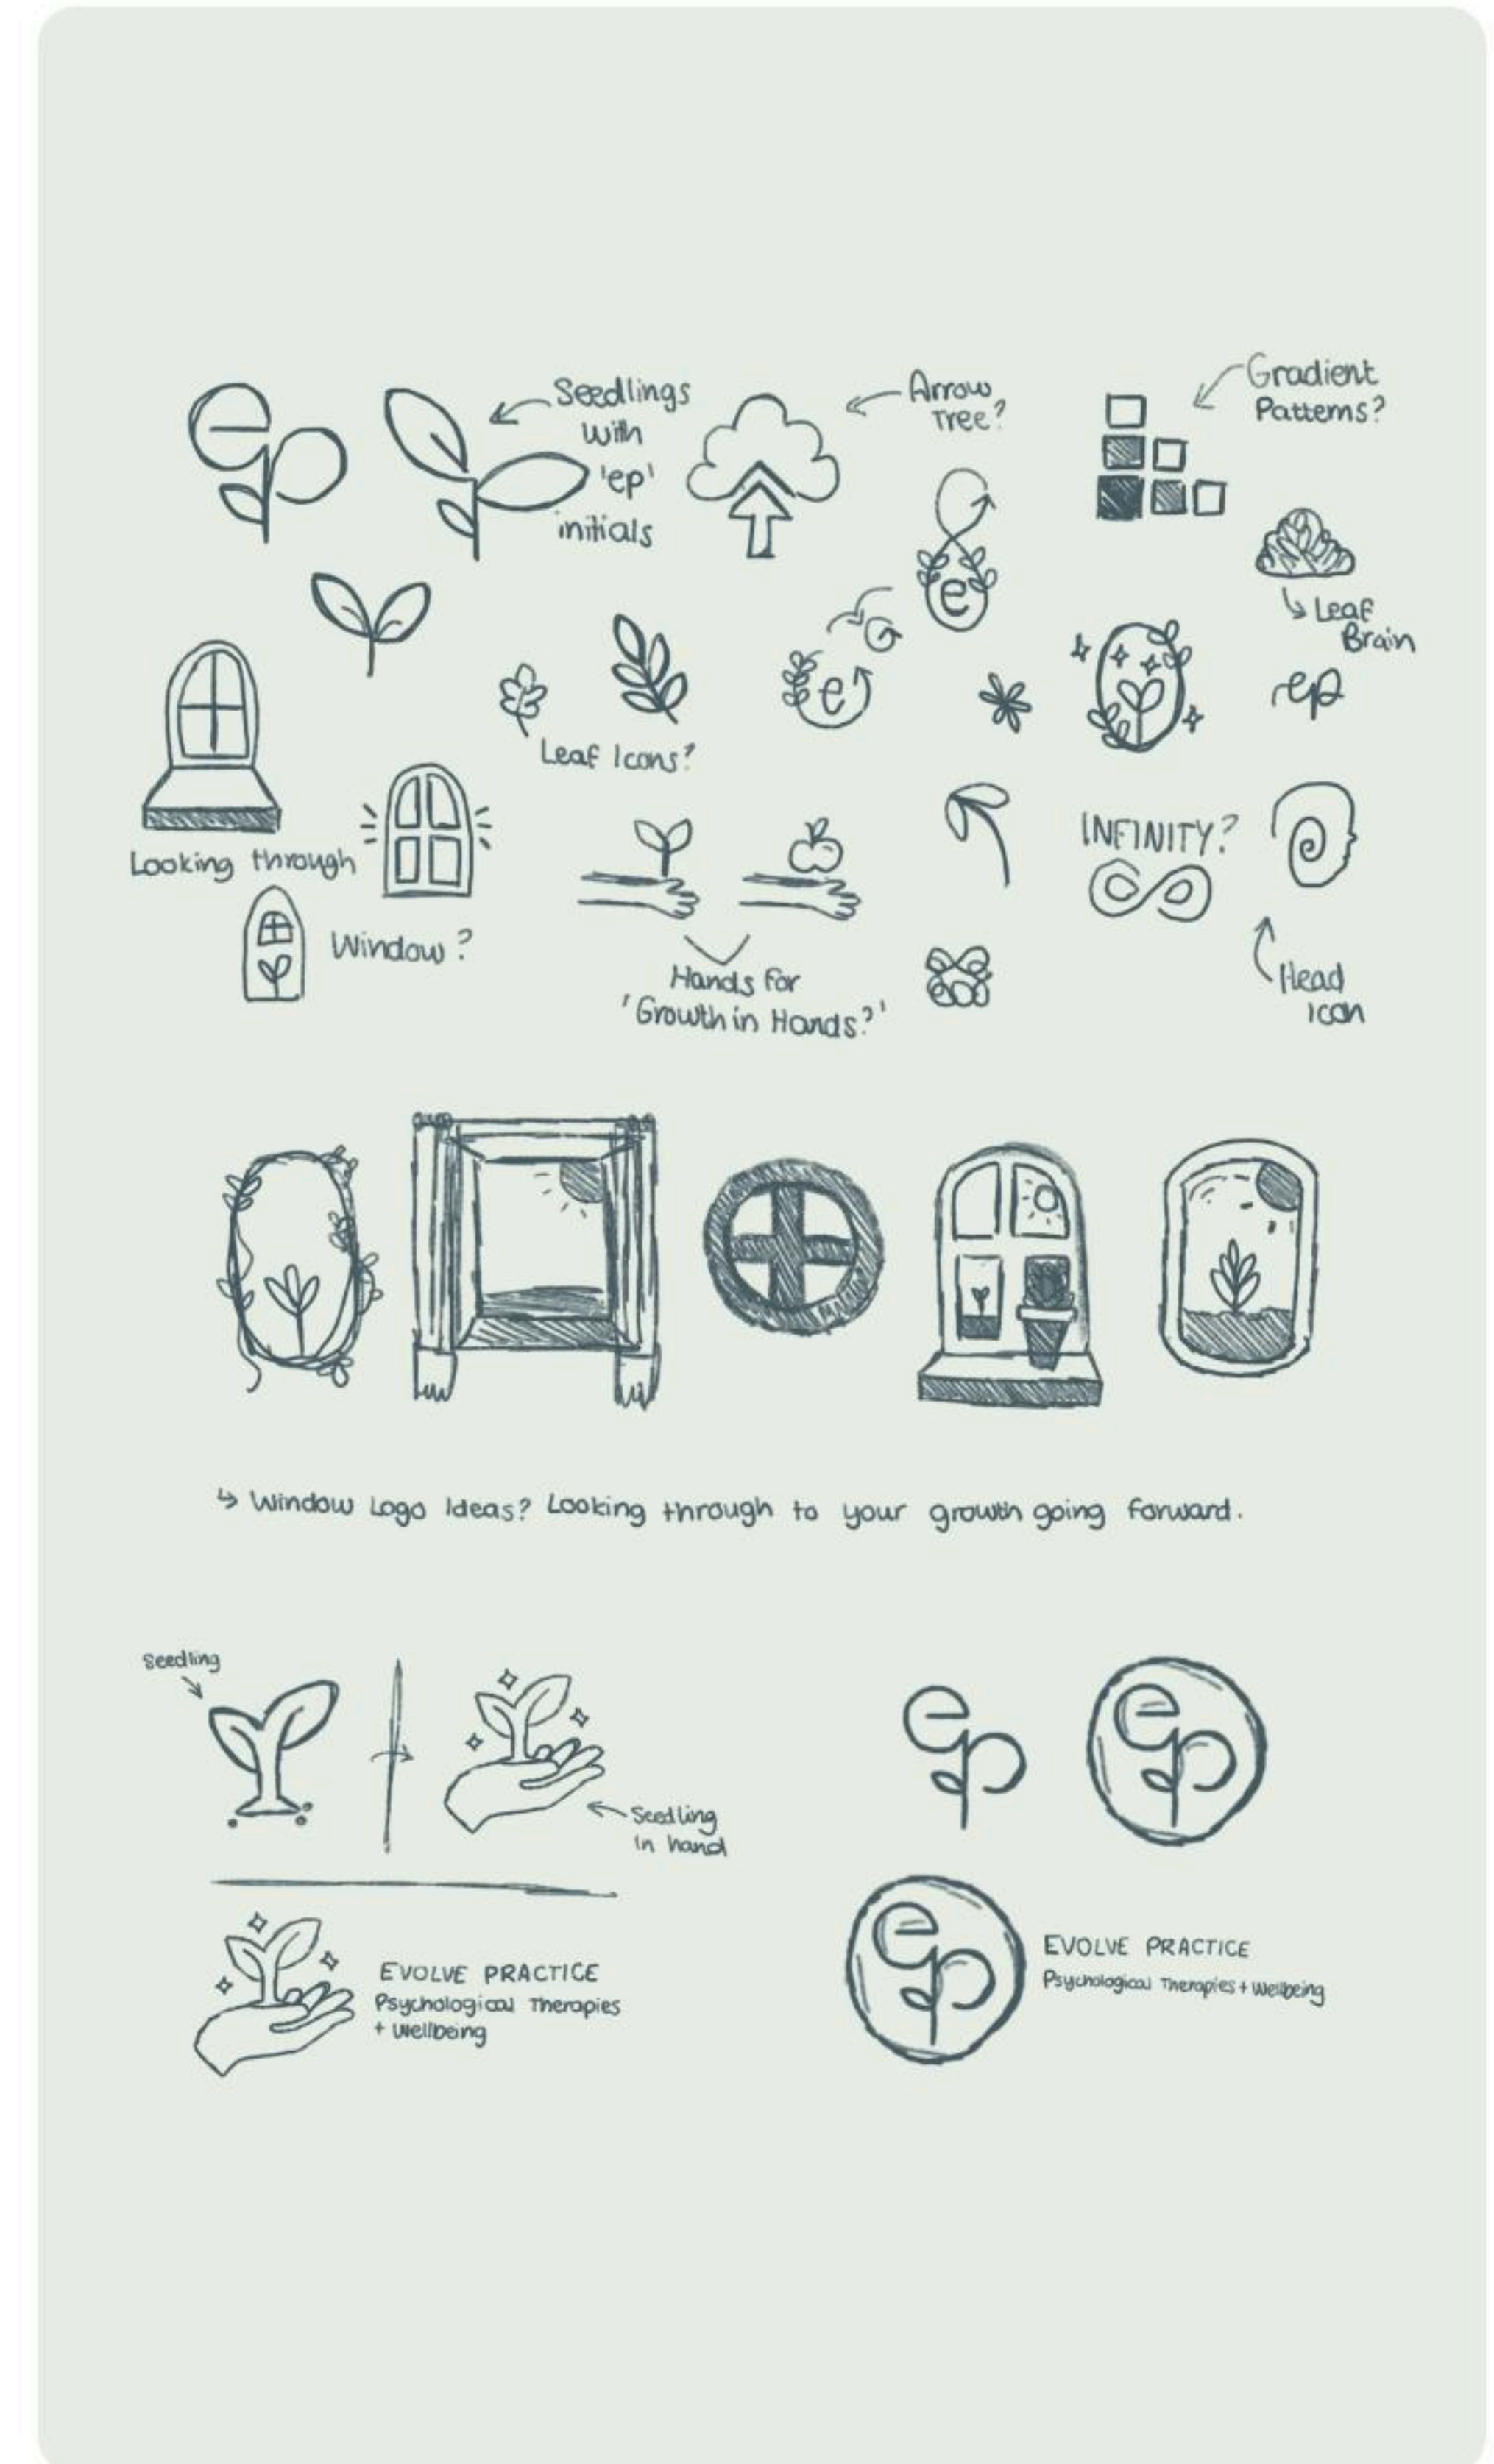 Seedlings
with
'ep'
initials
Arrow
Tree?
Gradient
Patterns?
e
Leaf
Brain
e
ep
Leaf Icons?
Looking through
Window?
INFINITY?
Hands for
'Growth in Hands?'
Head
Icon
↳ Window Logo Ideas? Looking through to your growth going forward.
Seedling
Seedling
in hand
ep
ep
EVOLVE PRACTICE
Psychological Therapies
+ Wellbeing
ep
EVOLVE PRACTICE
Psychological Therapies + Wellbeing